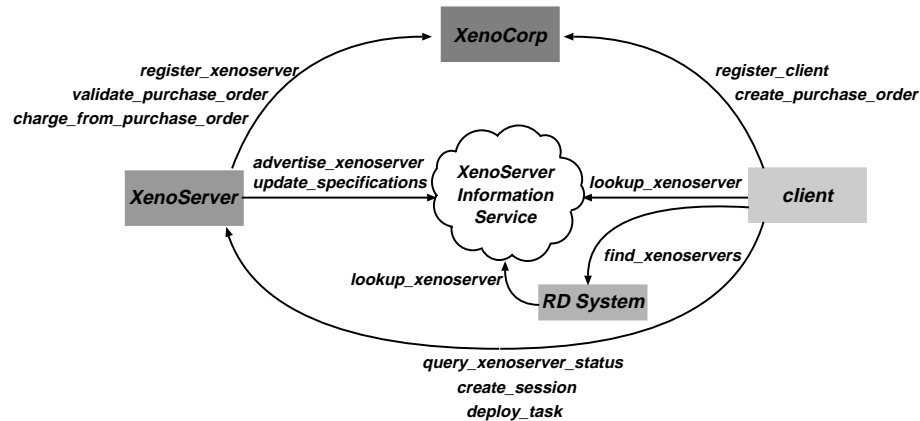 XenoCorp
register_xenoserver
validate_purchase_order
charge_from_purchase_order
register_client
create_purchase_order
advertise_xenoserver
update_specifications
XenoServer
XenoServer
Information
Service
lookup_xenoserver
client
find_xenoservers
lookup_xenoserver
RD System
query_xenoserver_status
create_session
deploy_task